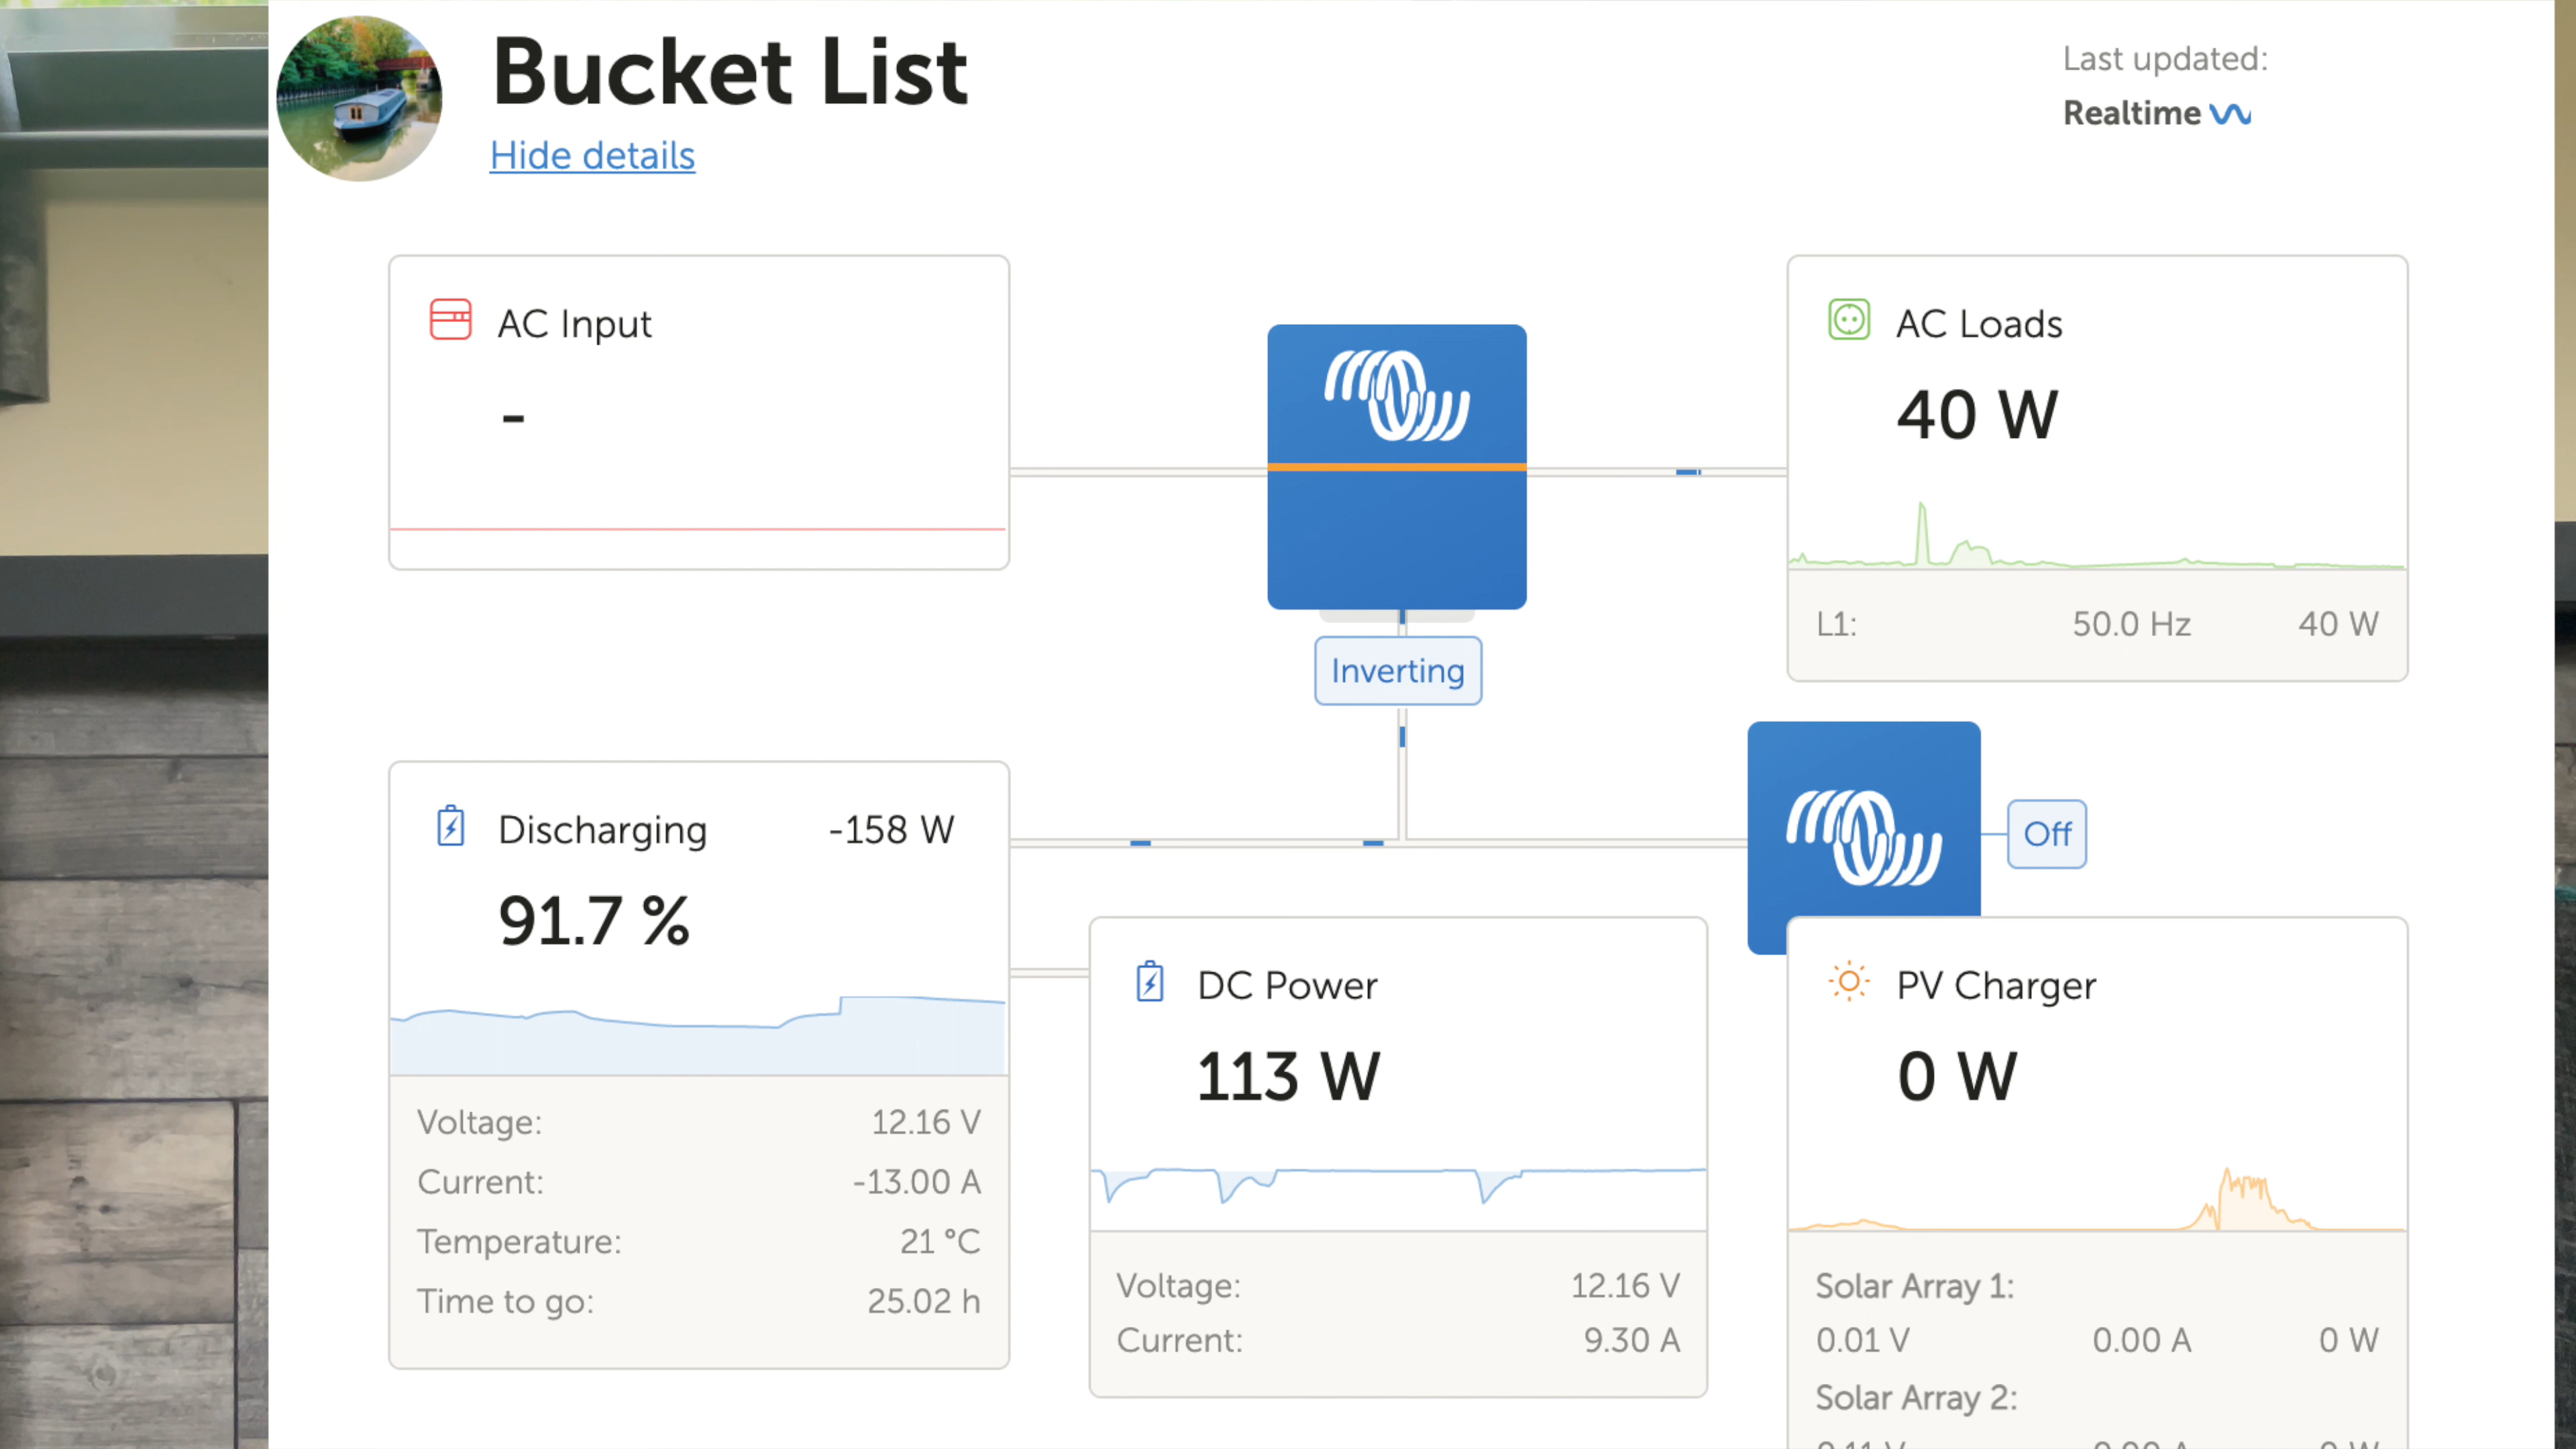 Bucket List
Hide details
Last updated:
Realtime
AC Input
-
AC Loads
40 W
L1: 50.0 Hz 40 W
Inverting
Discharging -158 W
91.7 %
Voltage: 12.16 V
Current: -13.00 A
Temperature: 21 °C
Time to go: 25.02 h
Off
DC Power
113 W
Voltage: 12.16 V
Current: 9.30 A
PV Charger
0 W
Solar Array 1:
0.01 V 0.00 A 0 W
Solar Array 2: